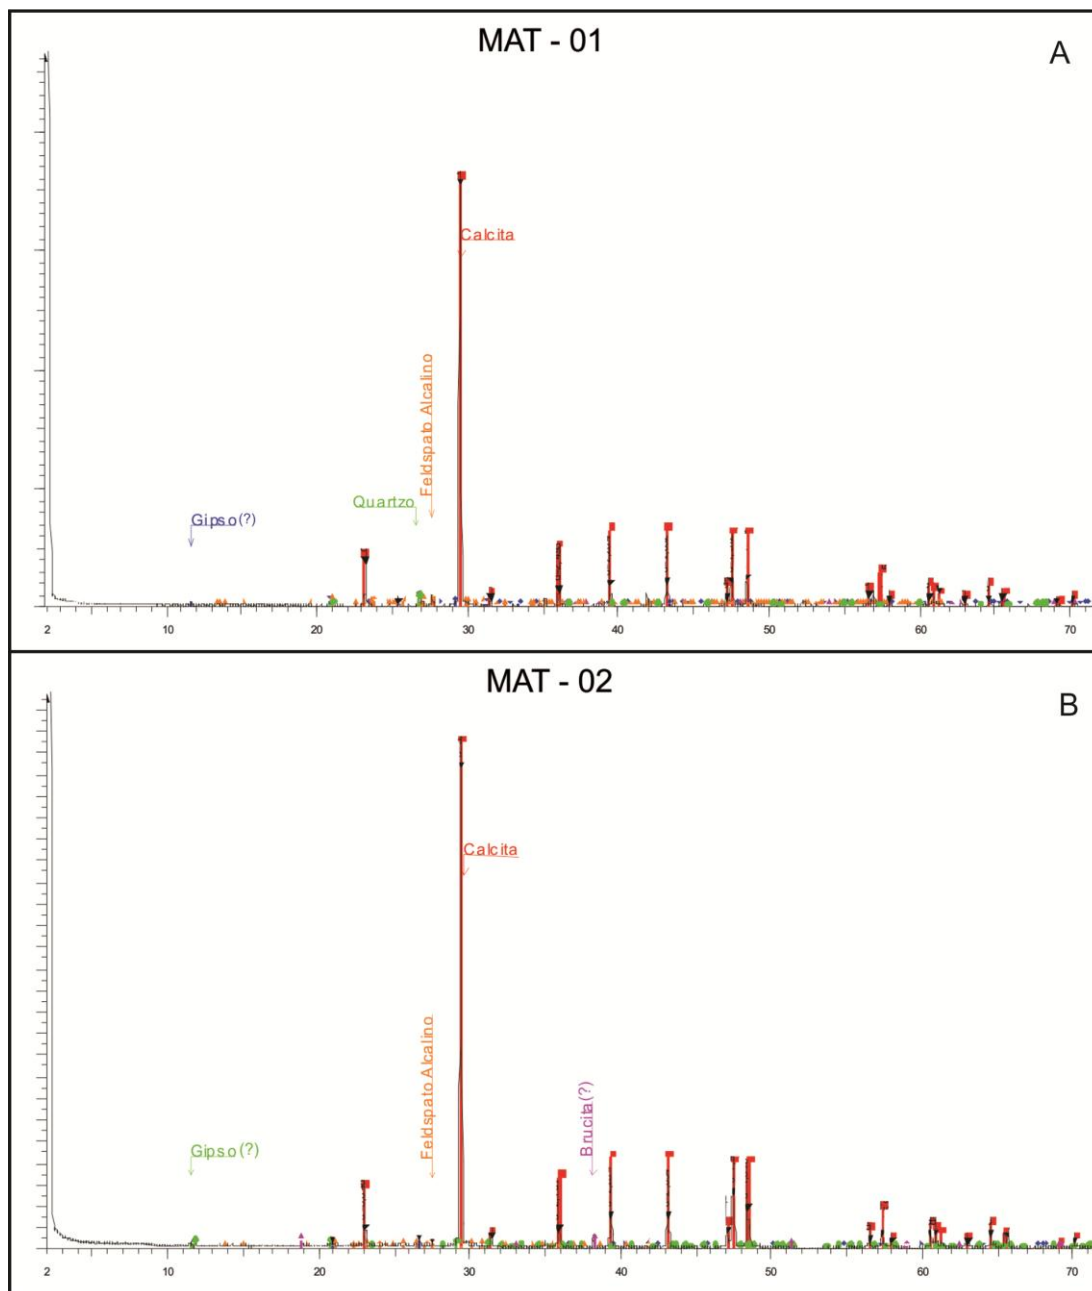 MAT - 01
A
Calcita
Feldspato Alcalino
Quartzo
Gipso(?)
2 10 20 30 40 50 60 70
MAT - 02
B
Calcita
Feldspato Alcalino
Brucita(?)
Gipso(?)
2 10 20 30 40 50 60 70